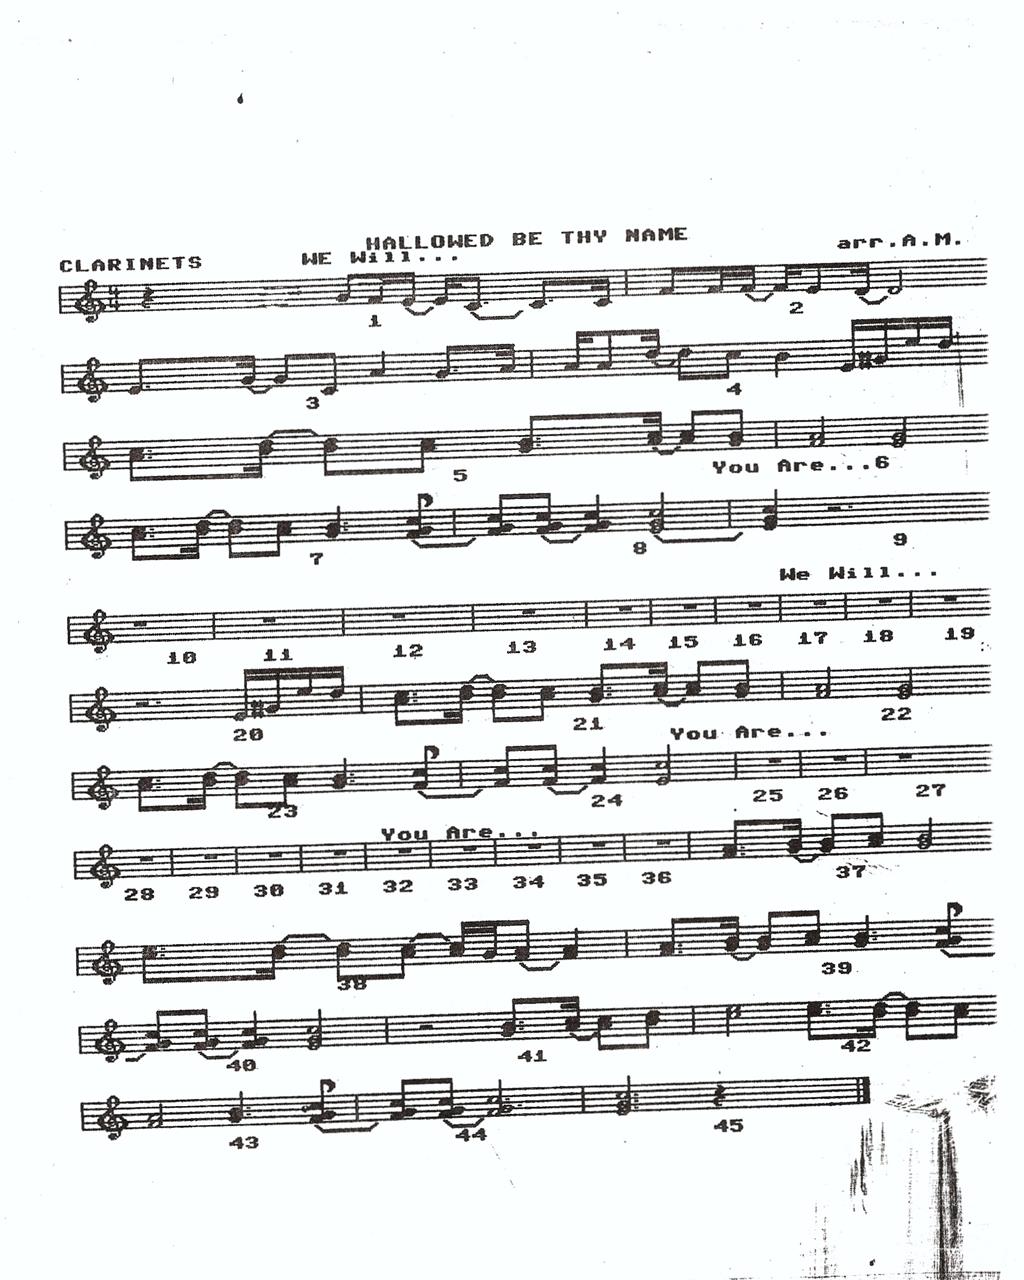 HALLOWED BE THY NAME
arr.A.M.
CLARINETS
WE Will...
1 2
3 4
5 You Are...6
7 8 9
We Will...
10 11 12 13 14 15 16 17 18 19
20 21 22
You Are...
23 24 25 26 27
You Are...
28 29 30 31 32 33 34 35 36 37
38 39
40 41 42
43 44 45